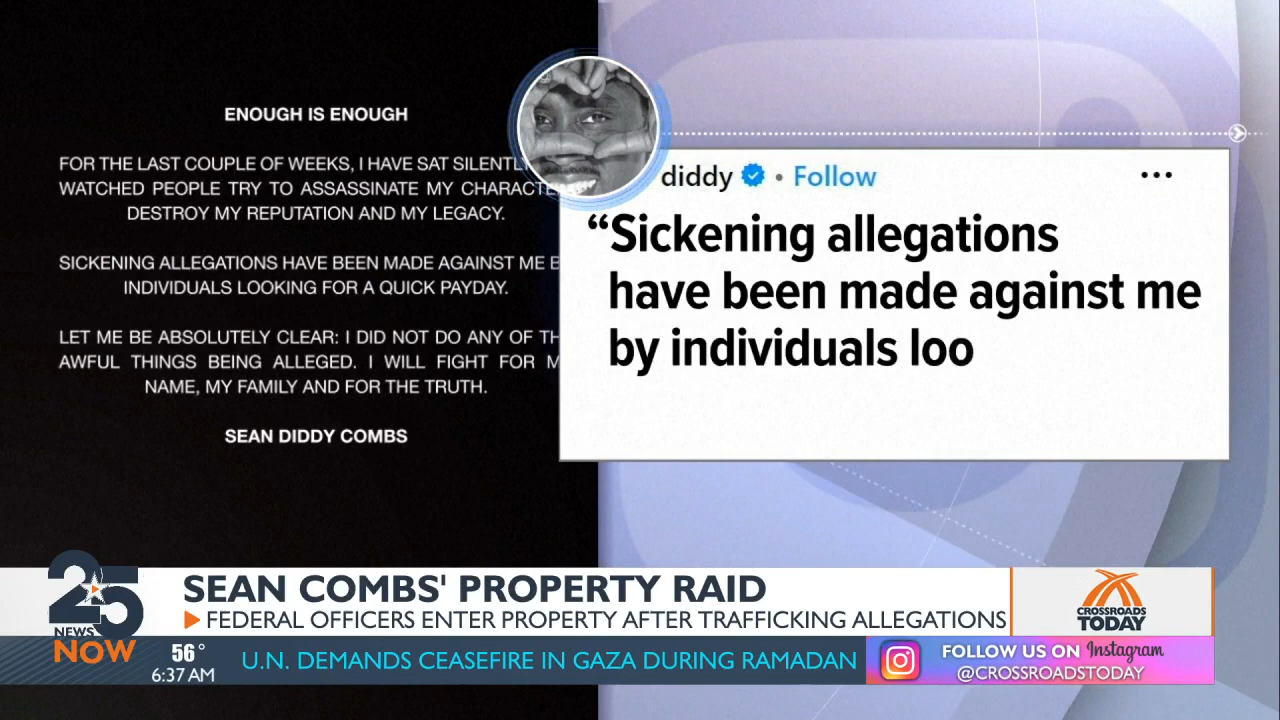 ENOUGH IS ENOUGH
FOR THE LAST COUPLE OF WEEKS, I HAVE SAT SILENTLY
WATCHED PEOPLE TRY TO ASSASSINATE MY CHARACTE
DESTROY MY REPUTATION AND MY LEGACY.
SICKENING ALLEGATIONS HAVE BEEN MADE AGAINST ME B
INDIVIDUALS LOOKING FOR A QUICK PAYDAY.
LET ME BE ABSOLUTELY CLEAR: I DID NOT DO ANY OF TH
AWFUL THINGS BEING ALLEGED. I WILL FIGHT FOR M
NAME, MY FAMILY AND FOR THE TRUTH.
SEAN DIDDY COMBS
diddy • Follow •••
“Sickening allegations
have been made against me
by individuals loo
25
NEWS
NOW
SEAN COMBS' PROPERTY RAID
FEDERAL OFFICERS ENTER PROPERTY AFTER TRAFFICKING ALLEGATIONS
CROSSROADS
TODAY
56°
6:37 AM
U.N. DEMANDS CEASEFIRE IN GAZA DURING RAMADAN
FOLLOW US ON Instagram
@CROSSROADSTODAY